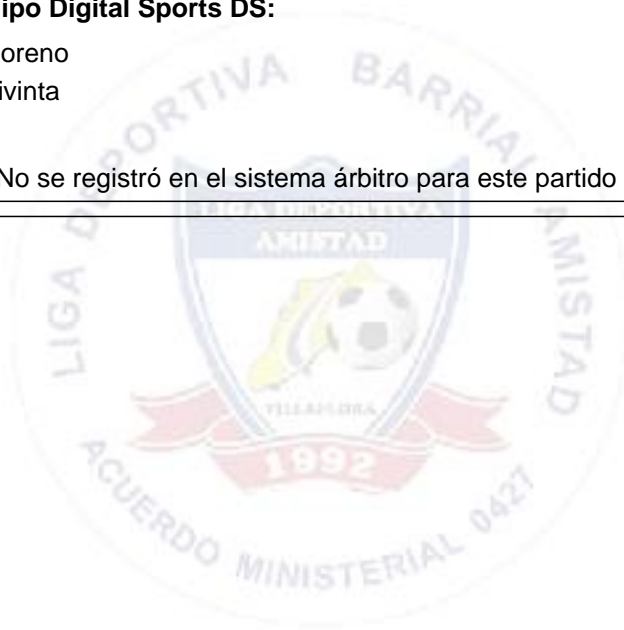 ipo Digital Sports DS:
oreno
ivinta
No se registró en el sistema árbitro para este partido
LIGA DEPORTIVA BARRIAL AMISTAD
LIGA DEPORTIVA
AMISTAD
VILLAFLORA
1992
ACUERDO MINISTERIAL 0427